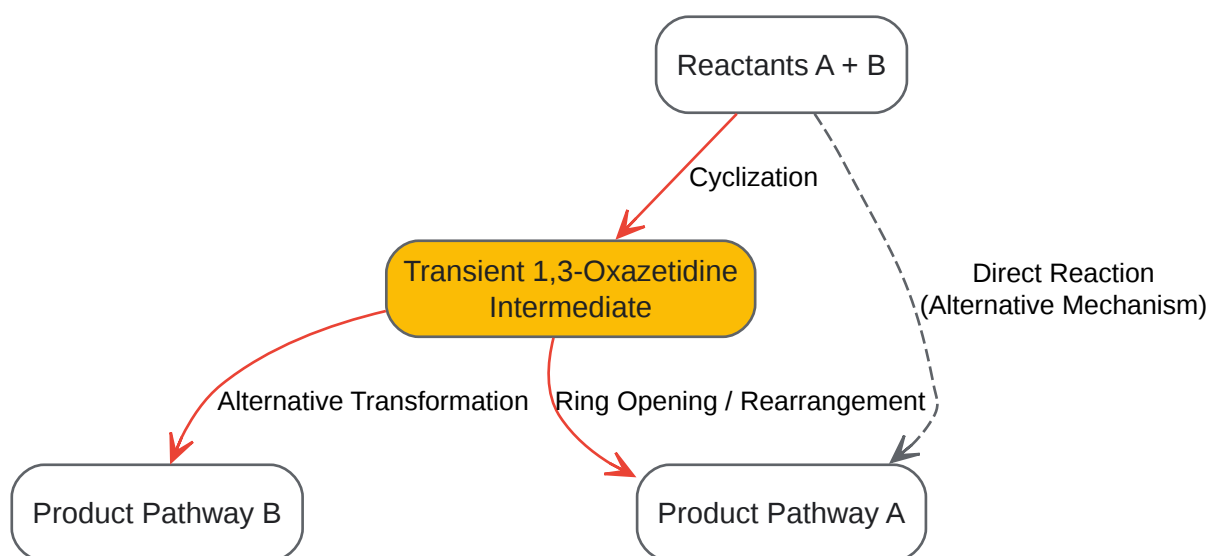 Reactants A + B
Cyclization
Transient 1,3-Oxazetidine
Intermediate
Direct Reaction
(Alternative Mechanism)
Alternative Transformation
Ring Opening / Rearrangement
Product Pathway B
Product Pathway A